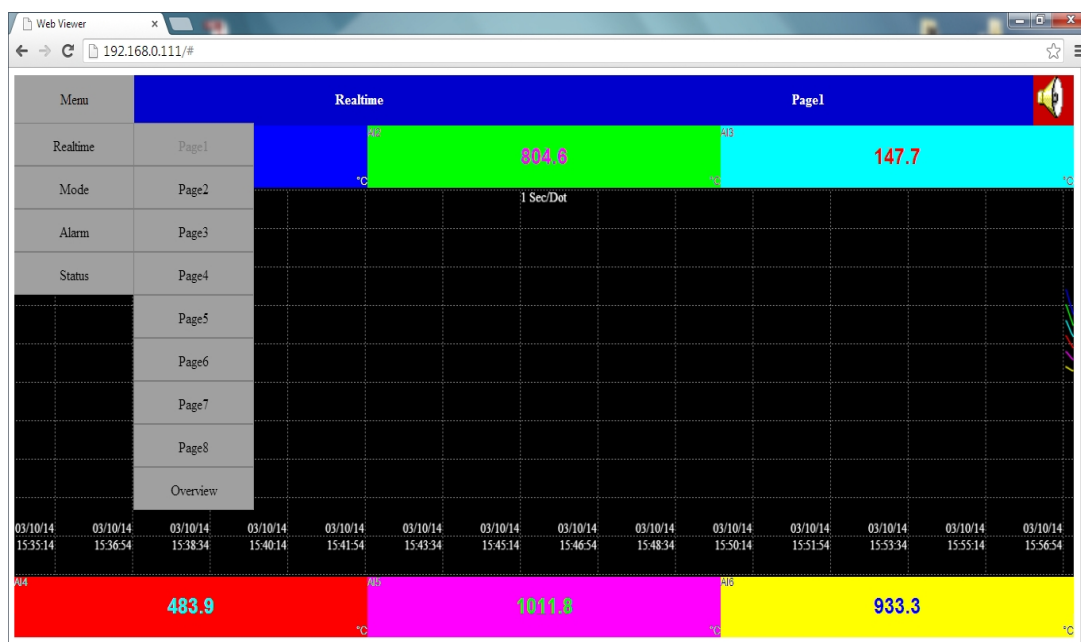 Web Viewer
192.168.0.111/#
Menu
Realtime
Page1
Realtime
Page1
AI2
804.6
°C
°C
AI3
147.7
°C
Mode
Page2
1 Sec/Dot
Alarm
Page3
Status
Page4
Page5
Page6
Page7
Page8
Overview
03/10/14 03/10/14 03/10/14 03/10/14 03/10/14 03/10/14 03/10/14 03/10/14 03/10/14 03/10/14 03/10/14 03/10/14 03/10/14 03/10/14
15:35:14 15:36:54 15:38:34 15:40:14 15:41:54 15:43:34 15:45:14 15:46:54 15:48:34 15:50:14 15:51:54 15:53:34 15:55:14 15:56:54
AI4
483.9
°C
AI5
1011.8
°C
AI6
933.3
°C